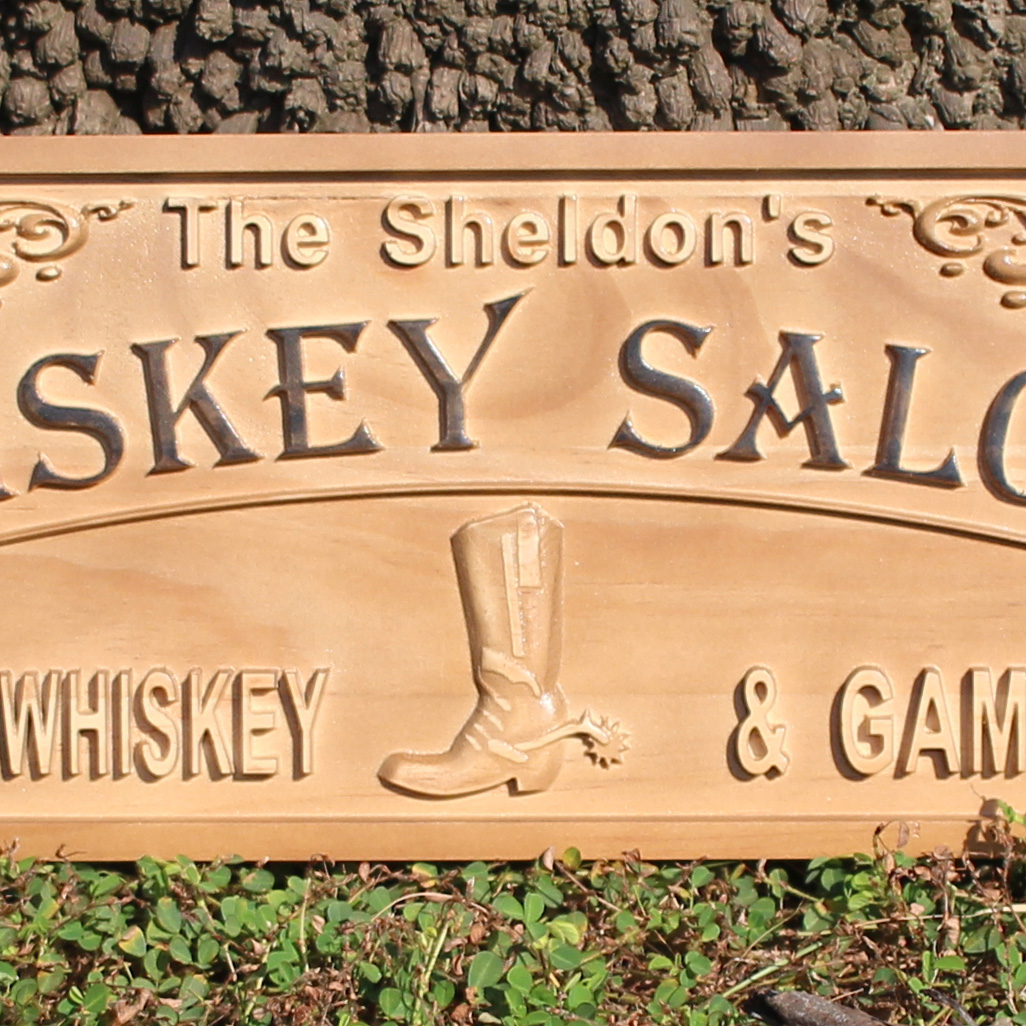 The Sheldon's
SKEY SALO
WHISKEY & GAM